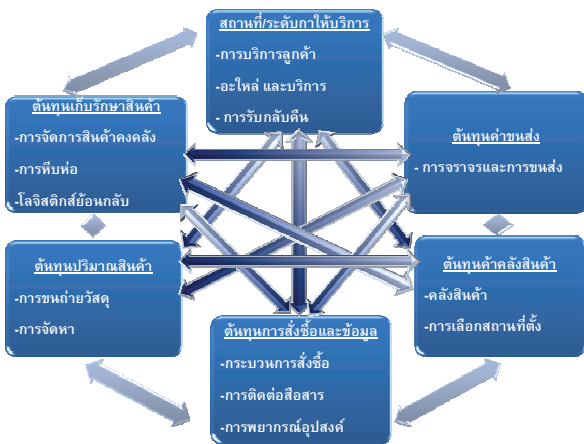 สถานที่/ระดับกาให้บริการ
-การบริการลูกค้า
-อะไหล่ และบริการ
- การรับกลับคืน
ต้นทุนเก็บรักษาสินค้า
-การจัดการสินค้าคงคลัง
-การหีบห่อ
-โลจิสติกส์ย้อนกลับ
ต้นทุนค่าขนส่ง
- การจราจรและการขนส่ง
ต้นทุนปริมาณสินค้า
-การขนถ่ายวัสดุ
-การจัดหา
ต้นทุนค้าคลังสินค้า
-คลังสินค้า
-การเลือกสถานที่ตั้ง
ต้นทุนการสั่งซื้อและข้อมูล
-กระบวนการสั่งซื้อ
-การติดต่อสือสาร
-การพยากรณ์อุปสงค์